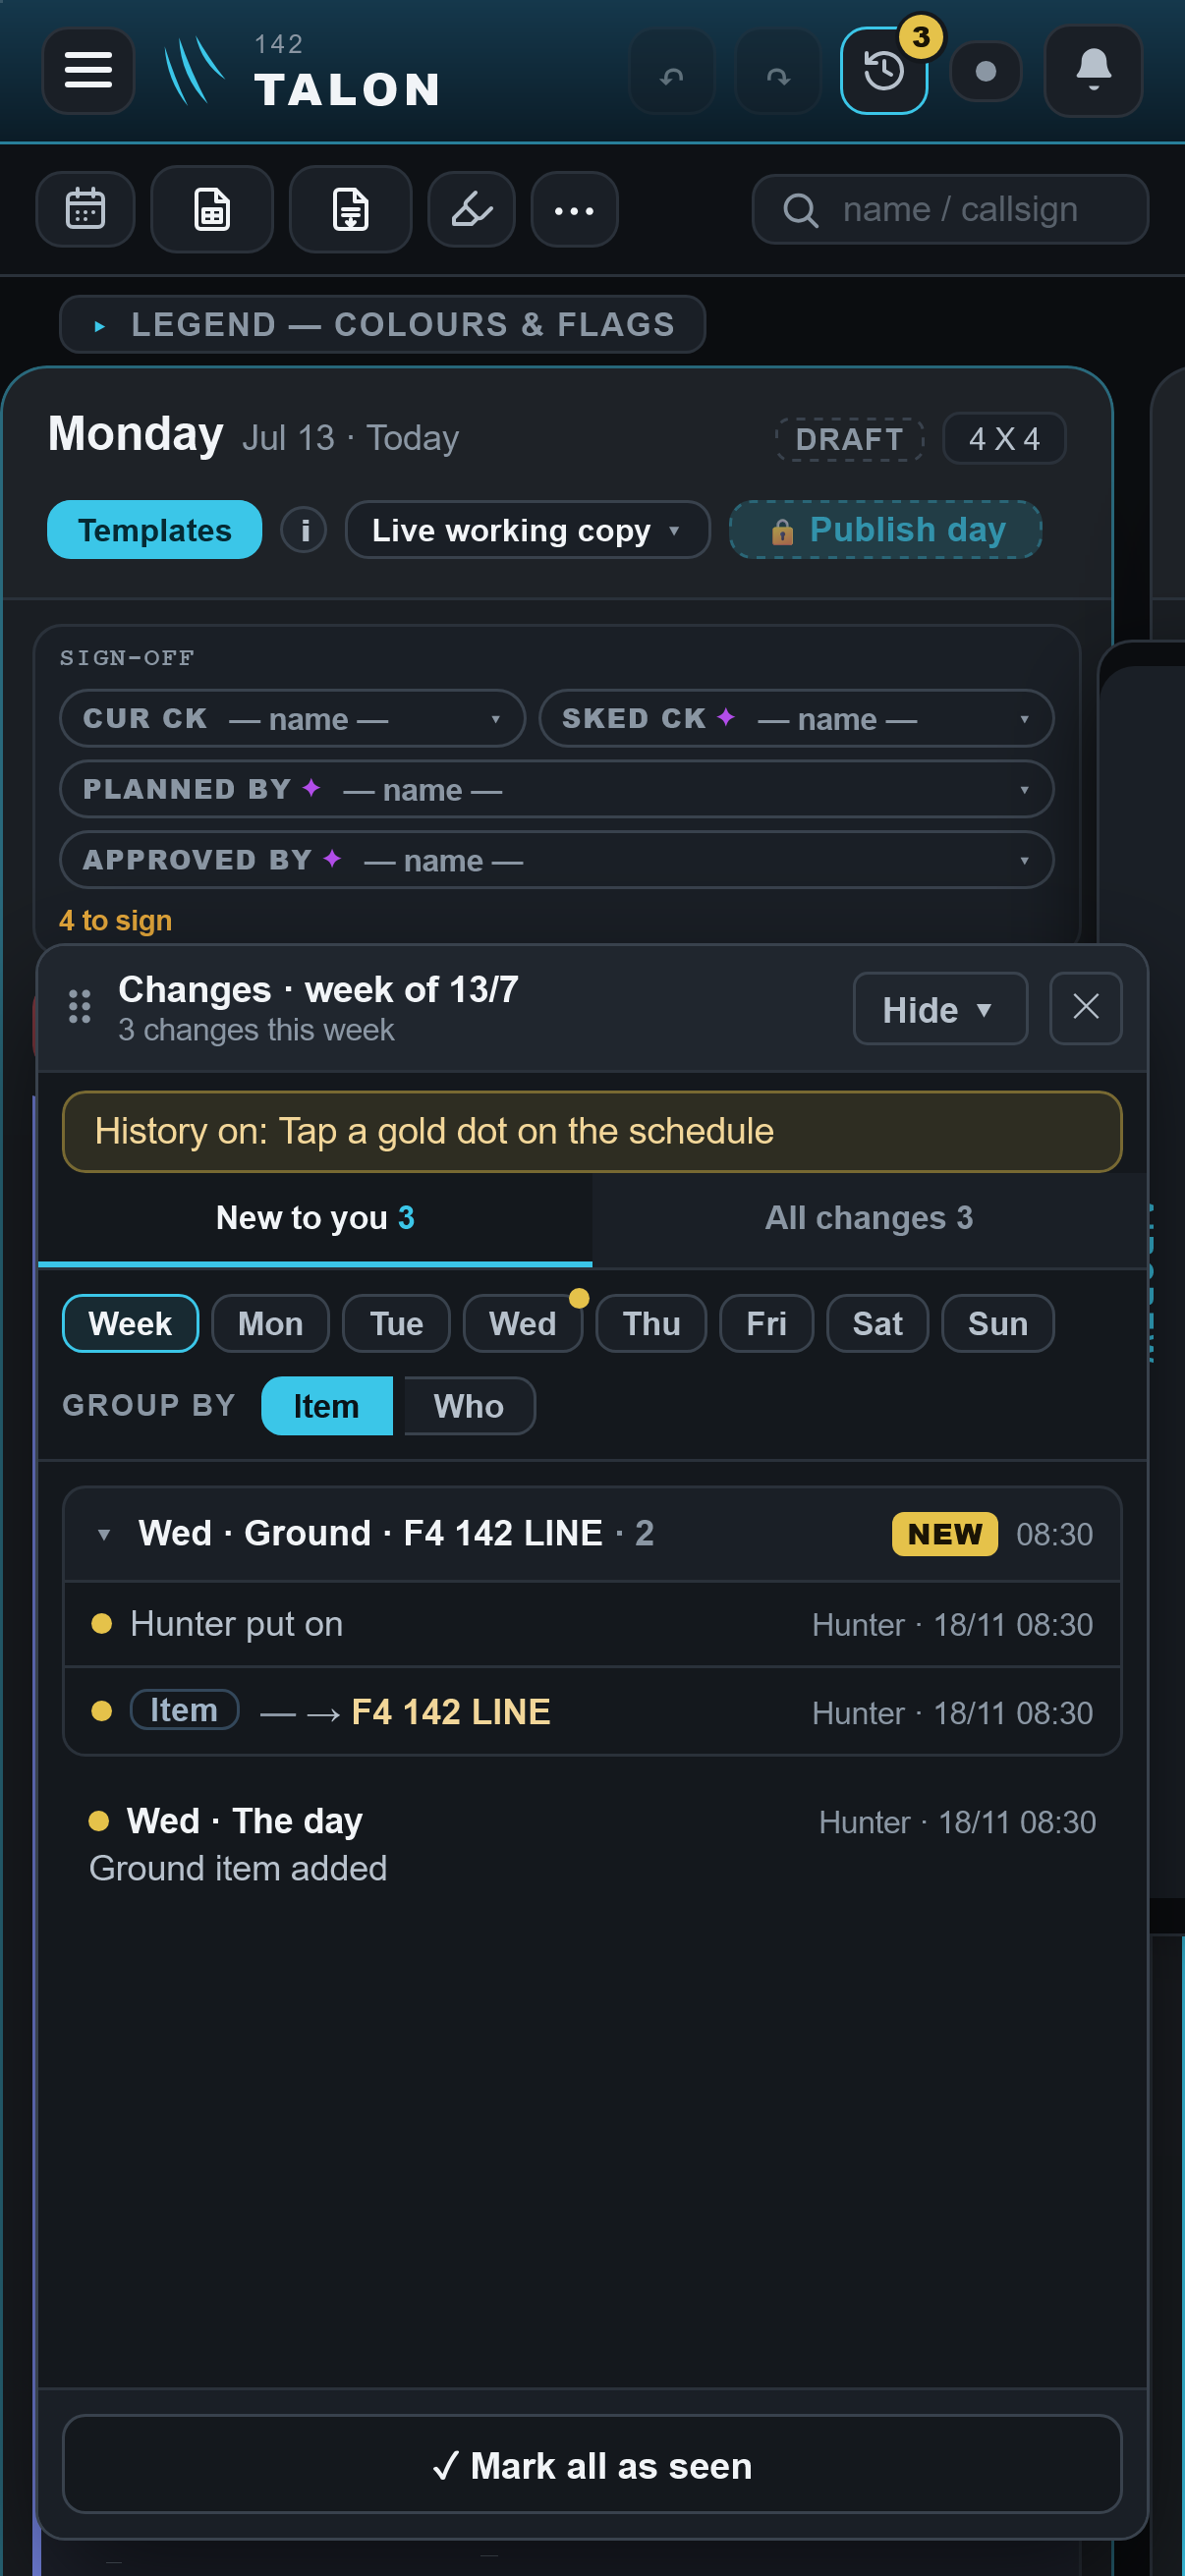 142
TALON
3
name / callsign
LEGEND — COLOURS & FLAGS
Monday Jul 13 · Today
DRAFT
4 X 4
Templates
i
Live working copy
Publish day
SIGN-OFF
CUR CK — name —
SKED CK — name —
PLANNED BY — name —
APPROVED BY — name —
4 to sign
Changes · week of 13/7
3 changes this week
Hide
History on: Tap a gold dot on the schedule
New to you 3
All changes 3
Week Mon Tue Wed Thu Fri Sat Sun
GROUP BY Item Who
Wed · Ground · F4 142 LINE · 2 NEW 08:30
Hunter put on Hunter · 18/11 08:30
Item — → F4 142 LINE Hunter · 18/11 08:30
Wed · The day Hunter · 18/11 08:30
Ground item added
✓ Mark all as seen